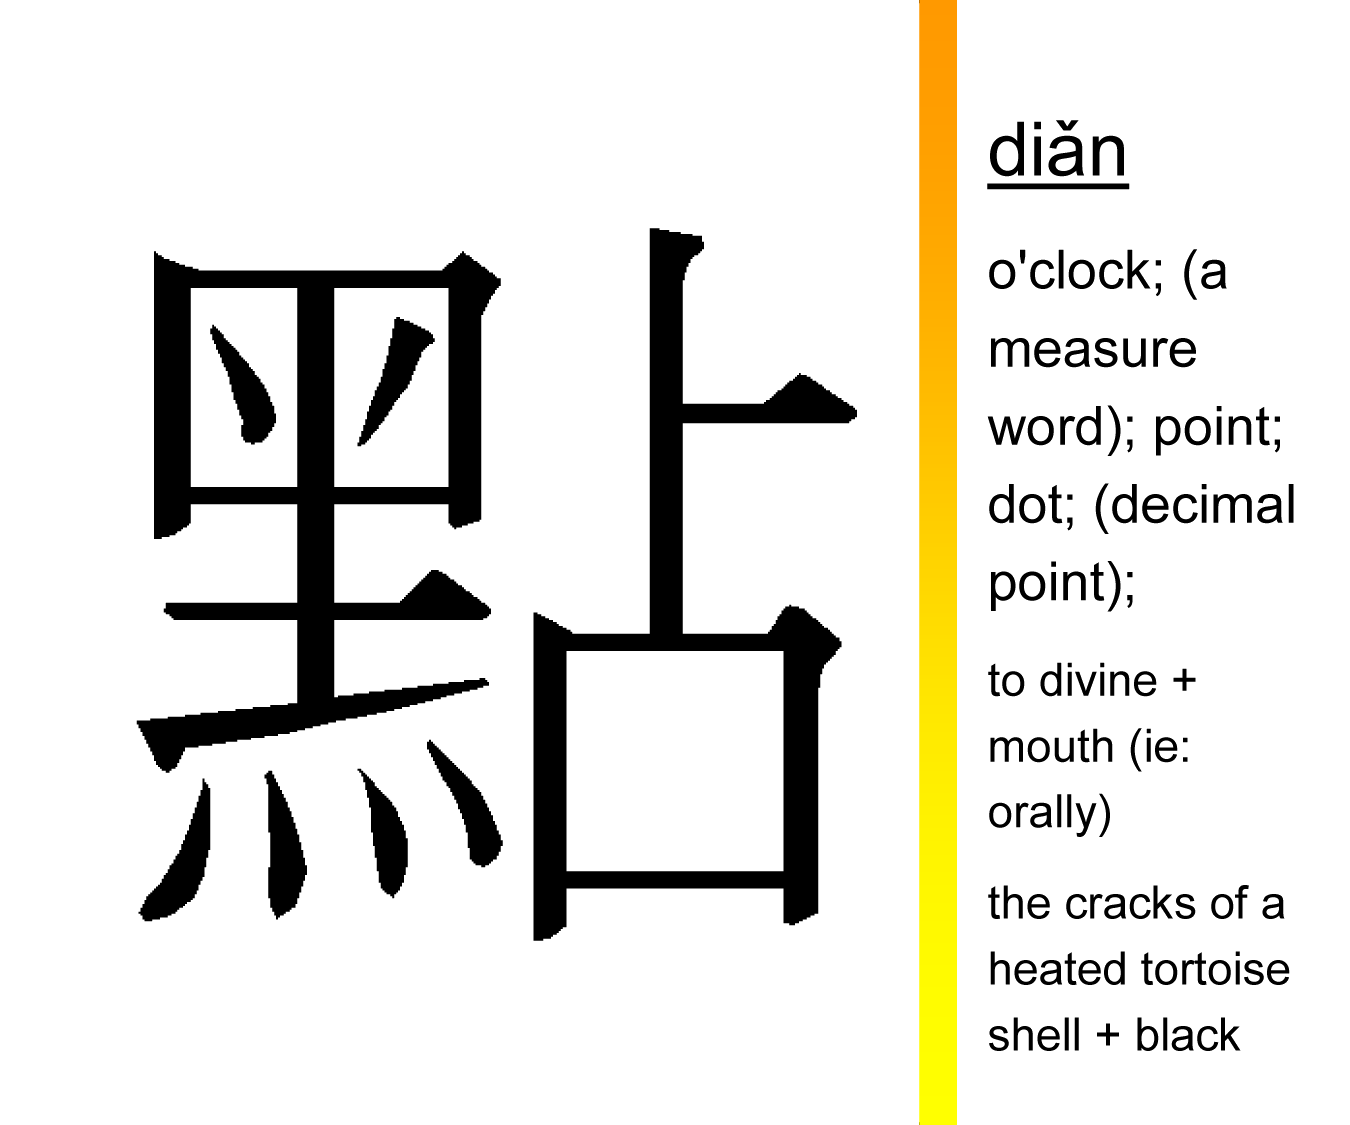 點
diǎn
o'clock; (a
measure
word); point;
dot; (decimal
point);
to divine +
mouth (ie:
orally)
the cracks of a
heated tortoise
shell + black